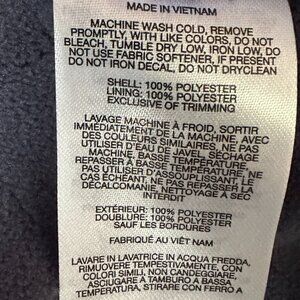 MADE IN VIETNAM
MACHINE WASH COLD, REMOVE
PROMPTLY, WITH LIKE COLORS. DO NOT
BLEACH, TUMBLE DRY LOW, IRON LOW, DO
NOT USE FABRIC SOFTENER, IF PRESENT
DO NOT IRON DECAL, DO NOT DRYCLEAN
SHELL: 100% POLYESTER
LINING: 100% POLYESTER
EXCLUSIVE OF TRIMMING
LAVAGE MACHINE À FROID, SORTIR
IMMÉDIATEMENT DE LA MACHINE, AVEC
DES COULEURS SIMILAIRES, NE PAS
UTILISER D'EAU DE JAVEL, SÉCHAGE
MACHINE, BASSE TEMPÉRATURE,
REPASSER À BASSE TEMPÉRATURE, NE
PAS UTILISER D'ASSOUPLISSANT, LE
CAS ÉCHÉANT, NE PAS REPASSER LA
DÉCALCOMANIE, NETTOYAGE À SEC
INTERDIT
EXTÉRIEUR: 100% POLYESTER
DOUBLURE: 100% POLYESTER
SAUF LES BORDURES
FABRIQUÉ AU VIÊT NAM
LAVARE IN LAVATRICE IN ACQUA FREDDA,
RIMUOVERE TEMPESTIVAMENTE, CON
COLORI SIMILI, NON CANDEGGIARE,
ASCIUGARE A TAMBURO A BASSA
TEMPERATURA, STIRARE CON FERRO A